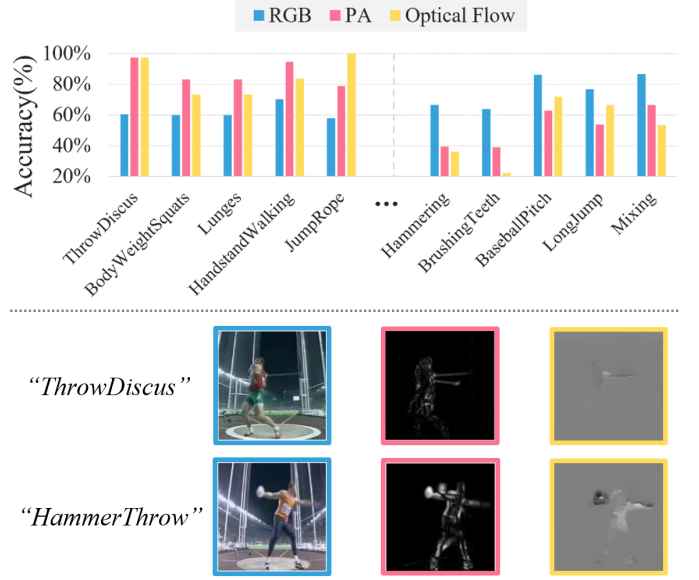 RGB PA Optical Flow
Accuracy(%)
100%
80%
60%
40%
20%
ThrowDiscus
BodyWeightSquats
Lunges
HandstandWalking
JumpRope
...
Hammering
BrushingTeeth
BaseballPitch
LongJump
Mixing
“ThrowDiscus”
“HammerThrow”